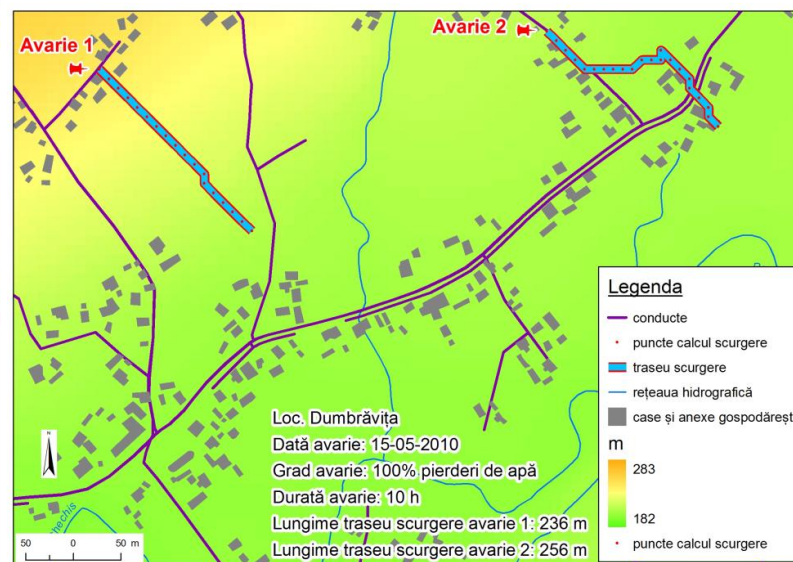 Avarie 1
Avarie 2
Legenda
conducte
puncte calcul scurgere
traseu scurgere
rețeaua hidrografică
case și anexe gospodărești
m
283
182
puncte calcul scurgere
Loc. Dumbrăvița
Dată avarie: 15-05-2010
Grad avarie: 100% pierderi de apă
Durată avarie: 10 h
Lungime traseu scurgere avarie 1: 236 m
Lungime traseu scurgere avarie 2: 256 m
N
50 0 50 m